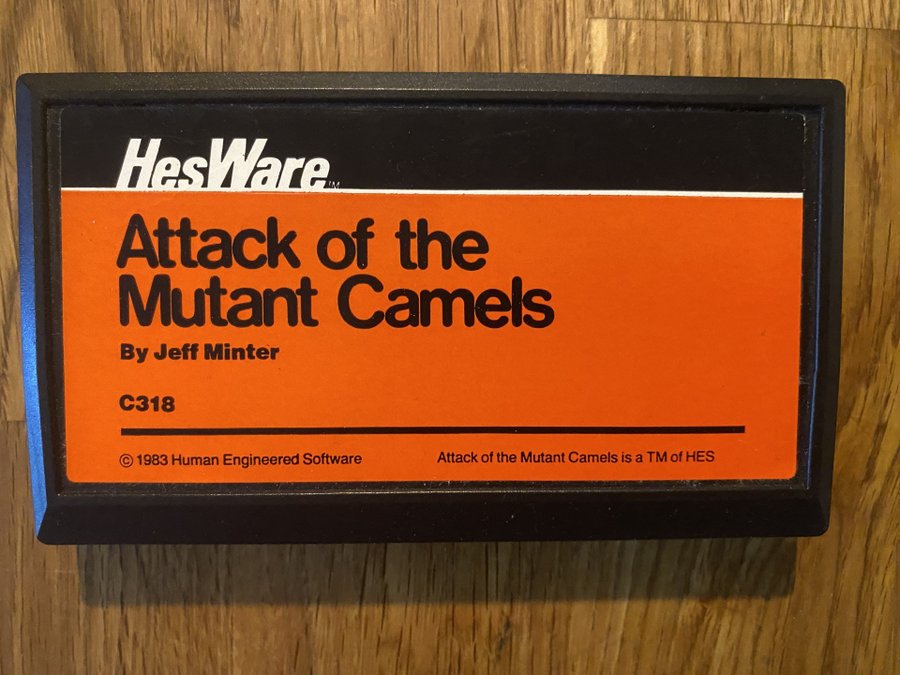 HesWare™
Attack of the
Mutant Camels
By Jeff Minter
C318
© 1983 Human Engineered Software
Attack of the Mutant Camels is a TM of HES